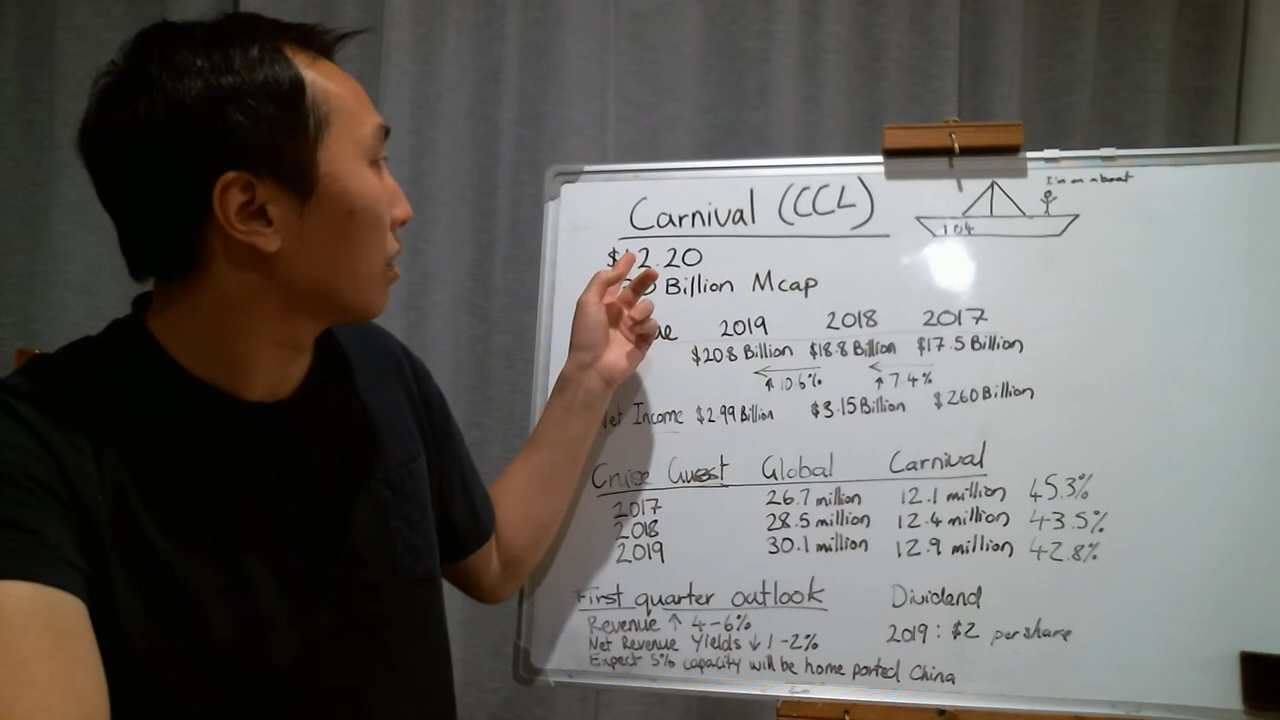 Carnival (CCL)
I'm on a boat
104
$12.20
Billion Mcap
2019 2018 2017
$20.8 Billion $18.8 Billion $17.5 Billion
↑ 10.6% ↑ 7.4%
Net Income $2.99 Billion $3.15 Billion $2.60 Billion
Cruise Guest Global Carnival
2017 26.7 million 12.1 million 45.3%
2018 28.5 million 12.4 million 43.5%
2019 30.1 million 12.9 million 42.8%
First quarter outlook
Revenue ↑ 4-6%
Net Revenue Yields ↓ 1-2%
Expect 5% capacity will be home ported China
Dividend
2019: $2 per share